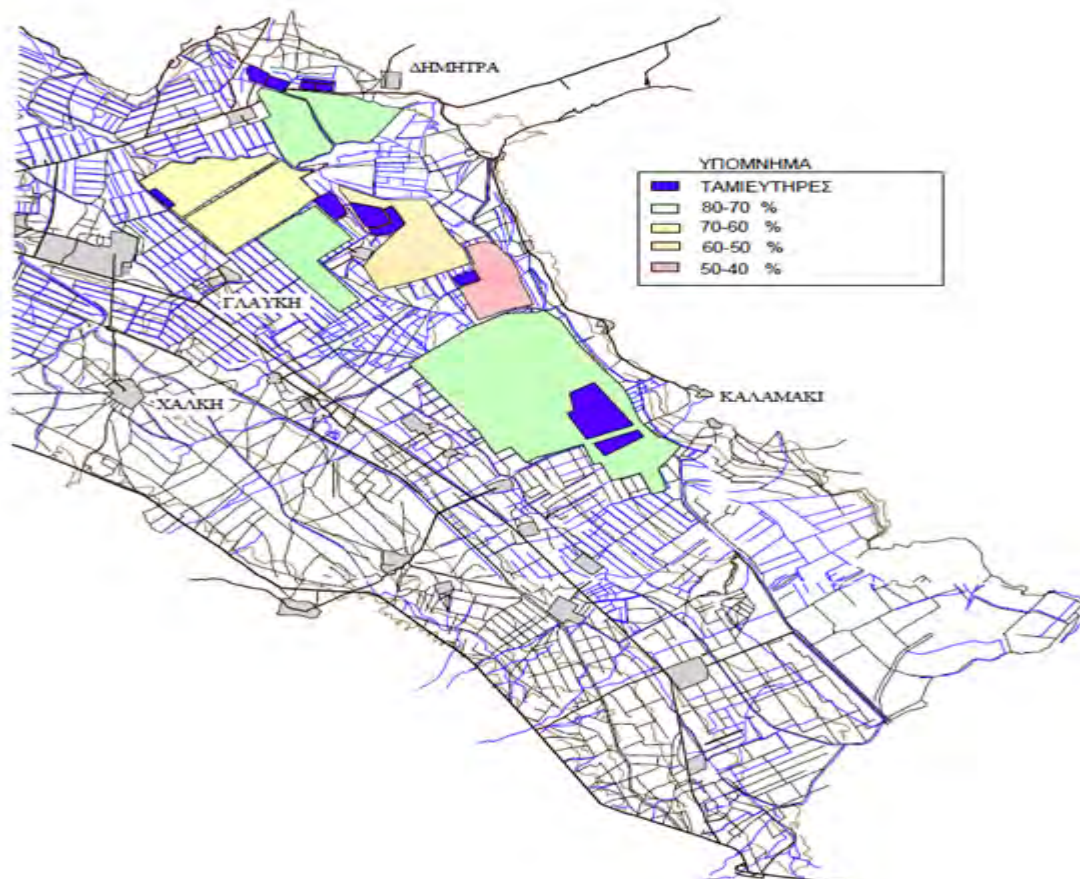 ΔΗΜΗΤΡΑ
ΥΠΟΜΝΗΜΑ
ΤΑΜΙΕΥΤΗΡΕΣ
80-70 %
70-60 %
60-50 %
50-40 %
ΓΛΑΥΚΗ
ΧΑΛΚΗ
ΚΑΛΑΜΑΚΙ